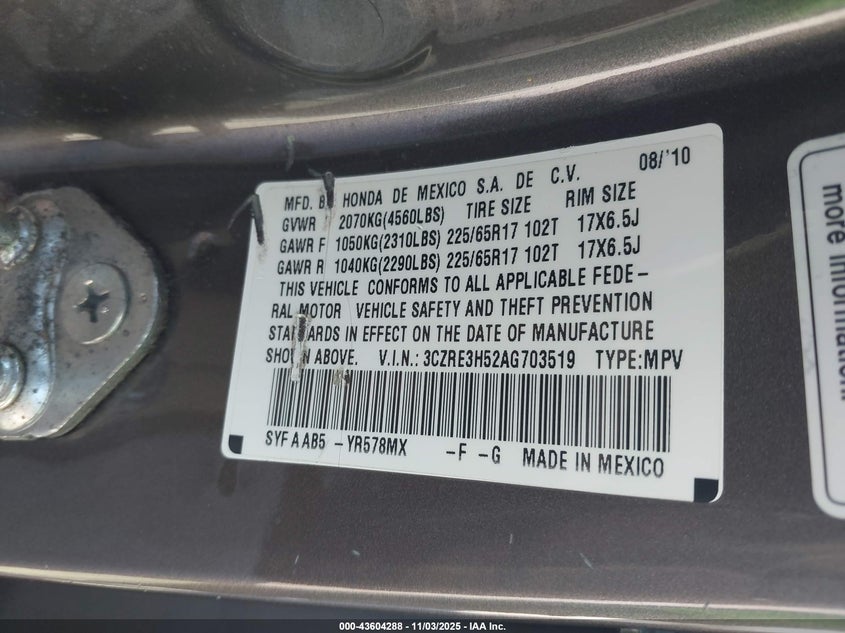 08/'10
MFD. B HONDA DE MEXICO S.A. DE C.V.
GVWR 2070KG(4560LBS) TIRE SIZE RIM SIZE
GAWR F 1050KG(2310LBS) 225/65R17 102T 17X6.5J
GAWR R 1040KG(2290LBS) 225/65R17 102T 17X6.5J
THIS VEHICLE CONFORMS TO ALL APPLICABLE FEDE-
RAL MOTOR VEHICLE SAFETY AND THEFT PREVENTION
STANDARDS IN EFFECT ON THE DATE OF MANUFACTURE
SHOWN ABOVE. V.I.N.: 3CZRE3H52AG703519 TYPE:MPV
SYFAAB5 -YR578MX -F -G MADE IN MEXICO
more information.
000-43604288 - 11/03/2025 - IAA Inc.